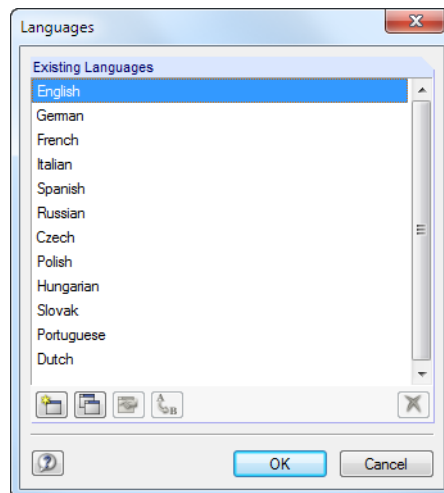 Languages
Existing Languages
English
German
French
Italian
Spanish
Russian
Czech
Polish
Hungarian
Slovak
Portuguese
Dutch
A
B
OK
Cancel